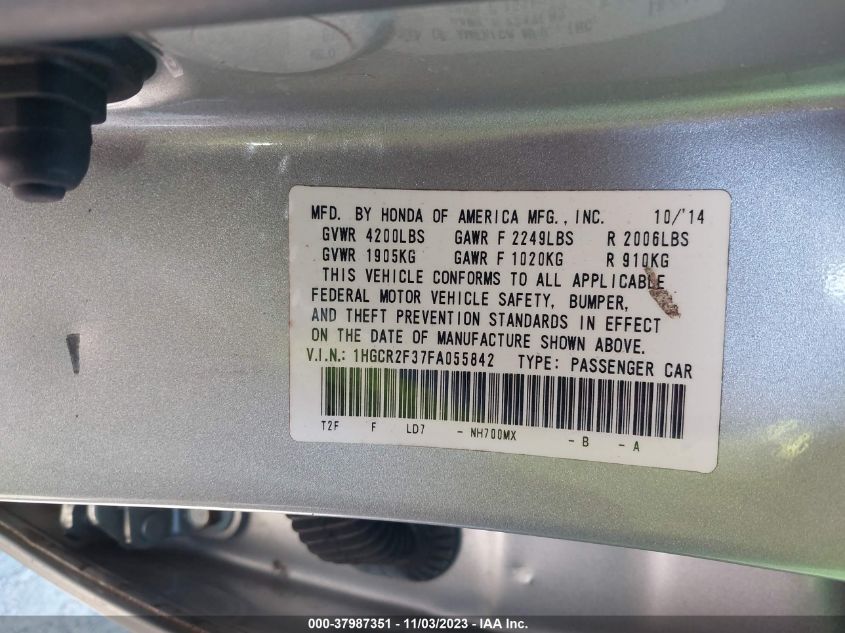 MFD. BY HONDA OF AMERICA MFG., INC. 10/'14
GVWR 4200LBS GAWR F 2249LBS R 2006LBS
GVWR 1905KG GAWR F 1020KG R 910KG
THIS VEHICLE CONFORMS TO ALL APPLICABLE
FEDERAL MOTOR VEHICLE SAFETY, BUMPER,
AND THEFT PREVENTION STANDARDS IN EFFECT
ON THE DATE OF MANUFACTURE SHOWN ABOVE.
V.I.N.: 1HGCR2F37FA055842 TYPE: PASSENGER CAR
T2F F LD7 - NH700MX - B - A
000-37987351 - 11/03/2023 - IAA Inc.